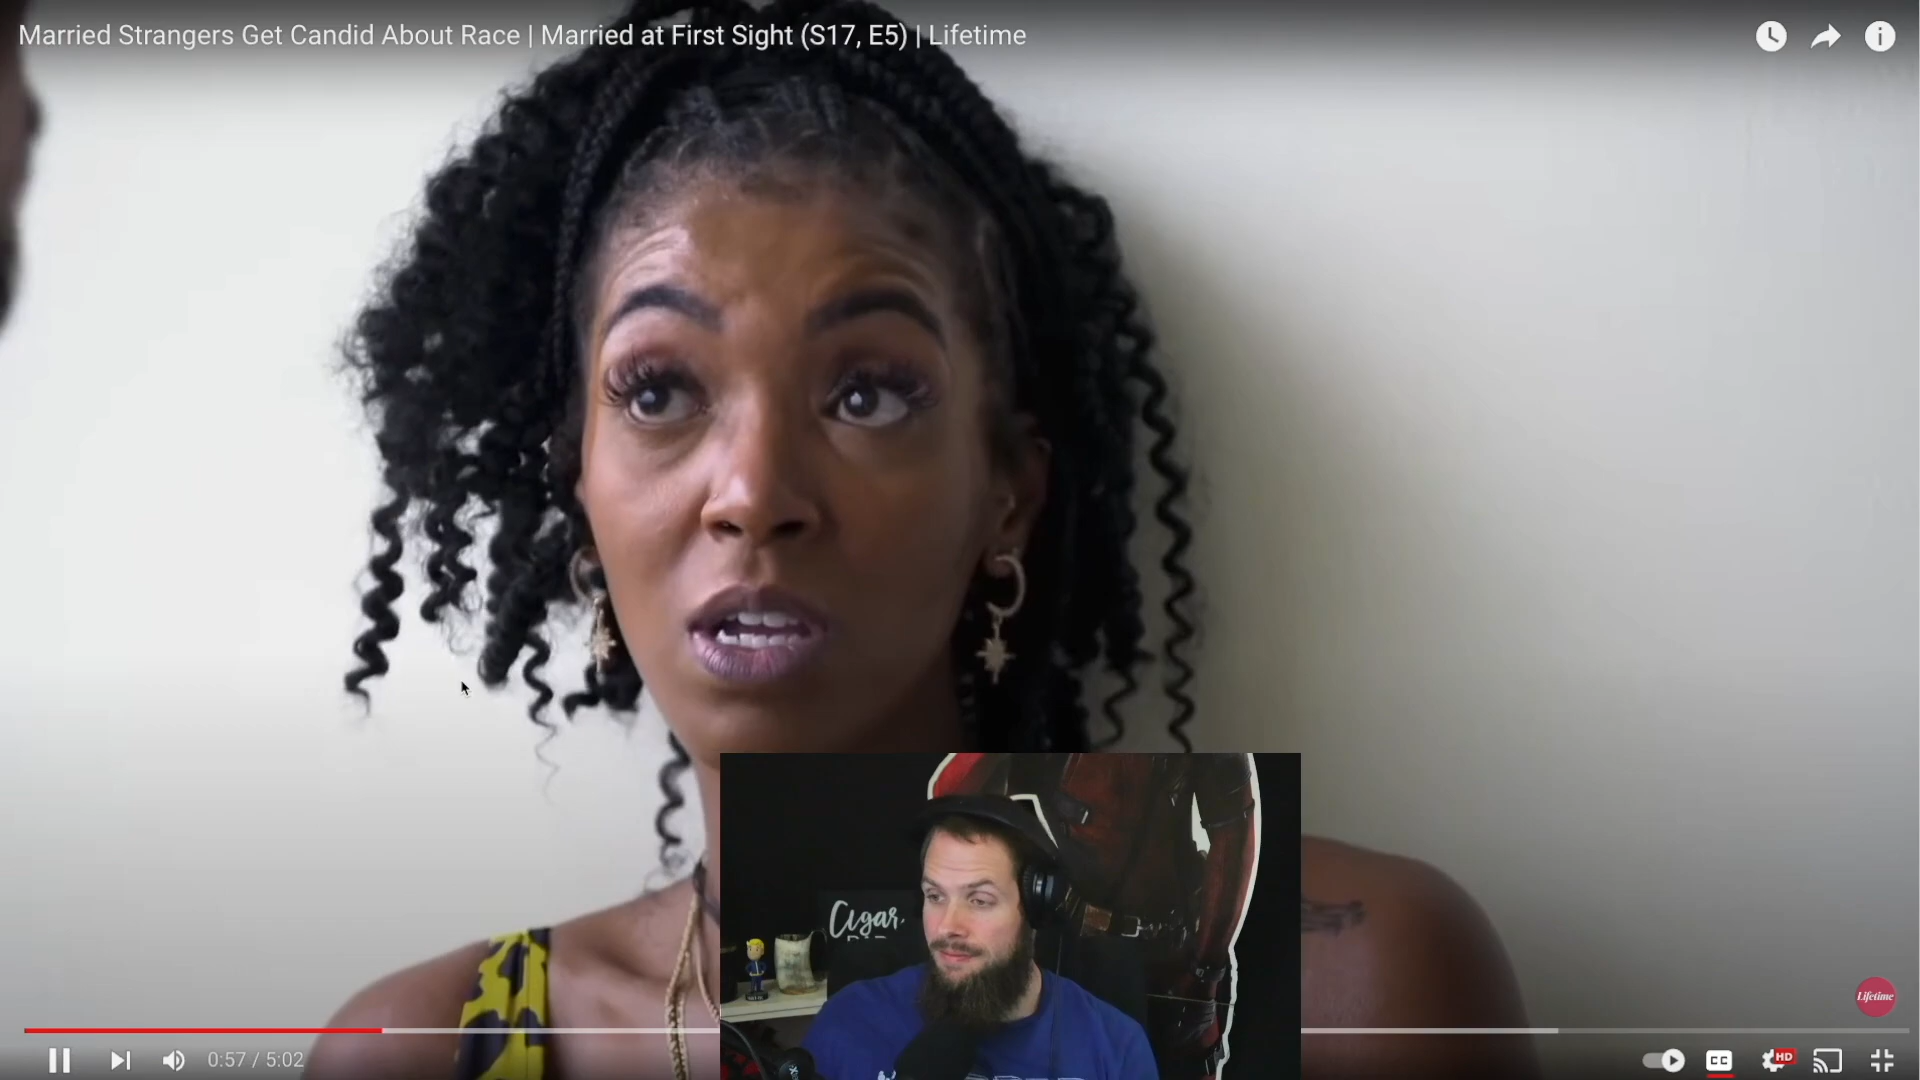 Married Strangers Get Candid About Race | Married at First Sight (S17, E5) | Lifetime
Cigar
Lifetime
0:57 / 5:02
CC
HD